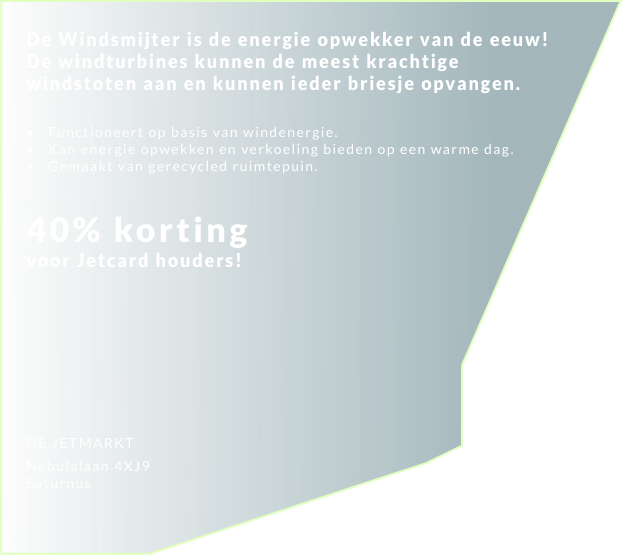 De Windsmijter is de energie opwekker van de eeuw!
De windturbines kunnen de meest krachtige
windstoten aan en kunnen ieder briesje opvangen.
• Functioneert op basis van windenergie.
• Kan energie opwekken en verkoeling bieden op een warme dag.
• Gemaakt van gerecycled ruimtepuin.
40% korting
voor Jetcard houders!
DE JETMARKT
Nebulalaan 4XJ9
Saturnus